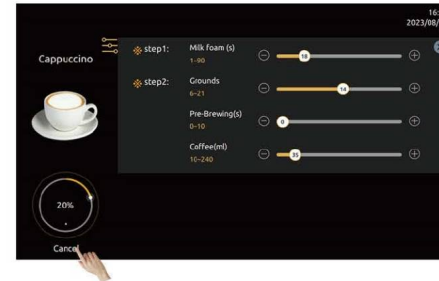 16:
2023/08/
Cappuccino
step1:
Milk foam (s)
1-90
18
step2:
Grounds
6-21
14
Pre-Brewing(s)
0-10
0
Coffee(ml)
10-240
35
20%
Cancel